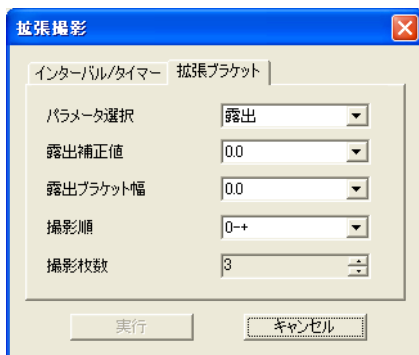 拡張撮影
インターバル/タイマー 拡張ブラケット
パラメータ選択 露出
露出補正値 0.0
露出ブラケット幅 0.0
撮影順 0-+
撮影枚数 3
実行 キャンセル